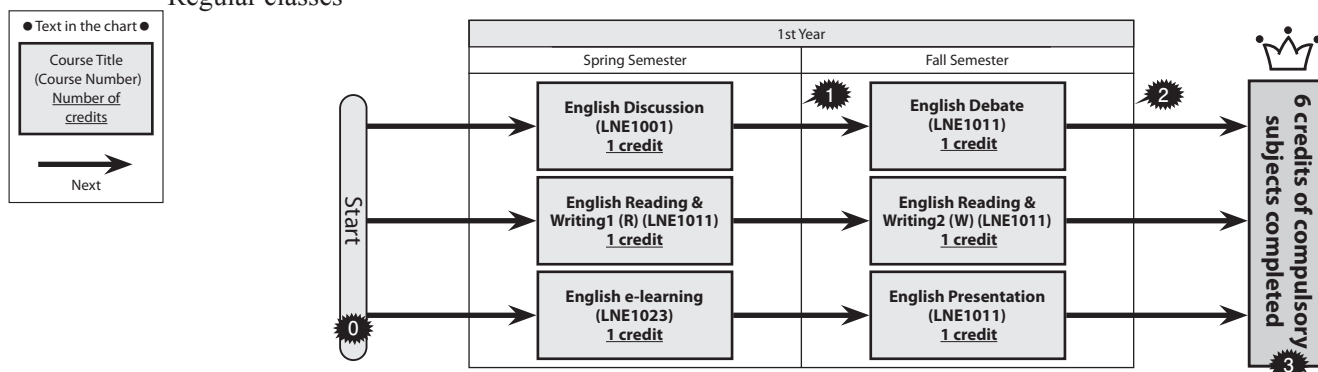 Regular classes
● Text in the chart ●
Course Title
(Course Number)
Number of
credits
Next
1st Year
Spring Semester
Fall Semester
Start
0
English Discussion
(LNE1001)
1 credit
1
English Debate
(LNE1011)
1 credit
2
English Reading &
Writing1 (R) (LNE1011)
1 credit
English Reading &
Writing2 (W) (LNE1011)
1 credit
English e-learning
(LNE1023)
1 credit
English Presentation
(LNE1011)
1 credit
6 credits of compulsory
subjects completed
3